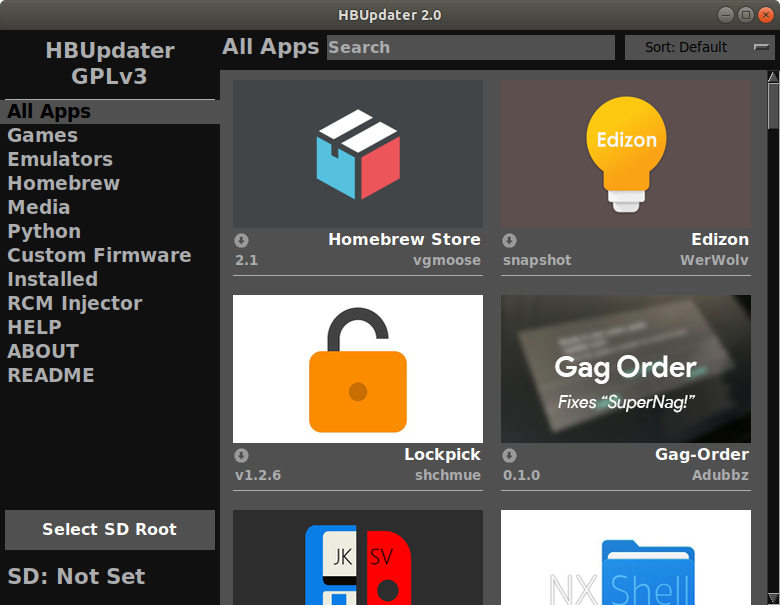 HBUpdater 2.0
HBUpdater
GPLv3
All Apps
Games
Emulators
Homebrew
Media
Python
Custom Firmware
Installed
RCM Injector
HELP
ABOUT
README
Select SD Root
SD: Not Set
All Apps
Search
Sort: Default
Homebrew Store
2.1
vgmoose
Edizon
Edizon
snapshot
WerWolv
Lockpick
v1.2.6
shchmue
Gag Order
Fixes “SuperNag!”
Gag-Order
0.1.0
Adubbz
JK SV
NX Shell